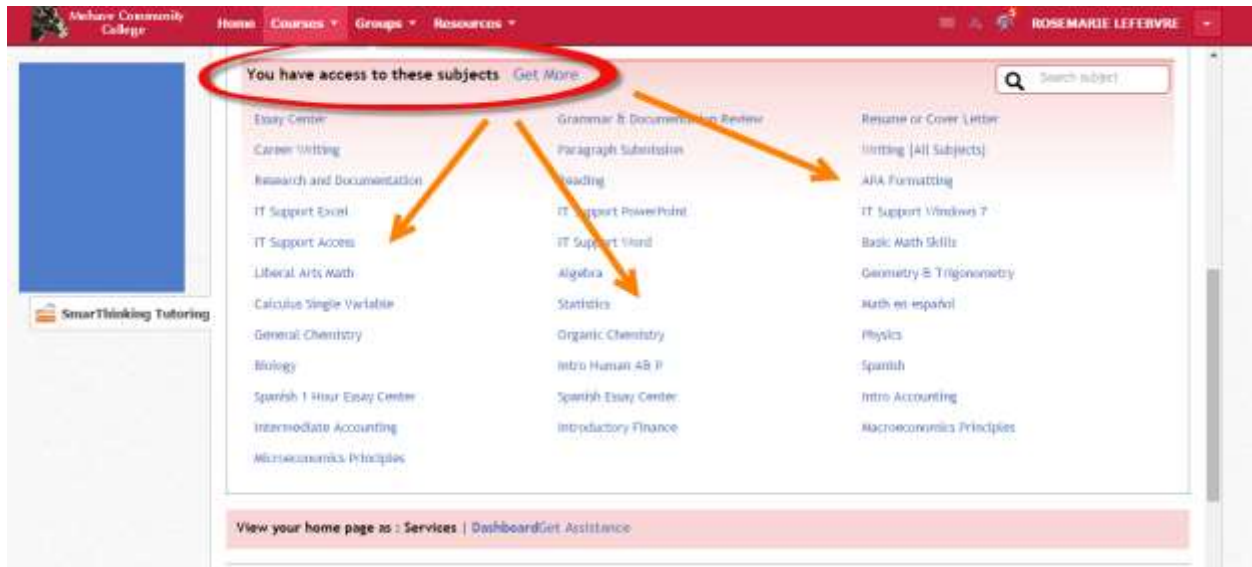 Mohave Community College
Home Courses Groups Resources ROSEMARIE LEFEBVRE
You have access to these subjects Get More Search subject
Essay Center Grammar & Documentation Review Resume or Cover Letter
Career Writing Paragraph Submission Writing (All Subjects)
Research and Documentation Reading APA Formatting
IT Support Excel IT Support PowerPoint IT Support Windows 7
IT Support Access IT Support Word Basic Math Skills
Liberal Arts Math Algebra Geometry & Trigonometry
Calculus Single Variable Statistics Math en español
SmarThinking Tutoring
General Chemistry Organic Chemistry Physics
Biology Intro Human A& P Spanish
Spanish 1 Hour Essay Center Spanish Essay Center Intro Accounting
Intermediate Accounting Introductory Finance Macroeconomics Principles
Microeconomics Principles
View your home page as : Services | DashboardGet Assistance